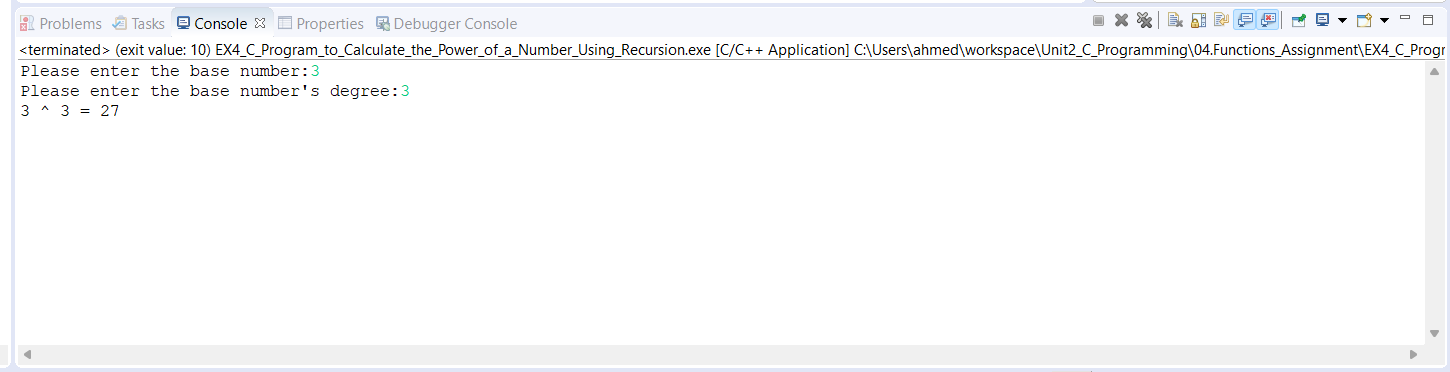 Problems Tasks Console Properties Debugger Console
<terminated> (exit value: 10) EX4_C_Program_to_Calculate_the_Power_of_a_Number_Using_Recursion.exe [C/C++ Application] C:\Users\ahmed\workspace\Unit2_C_Programming\04.Functions_Assignment\EX4_C_Progr
Please enter the base number:3
Please enter the base number's degree:3
3 ^ 3 = 27